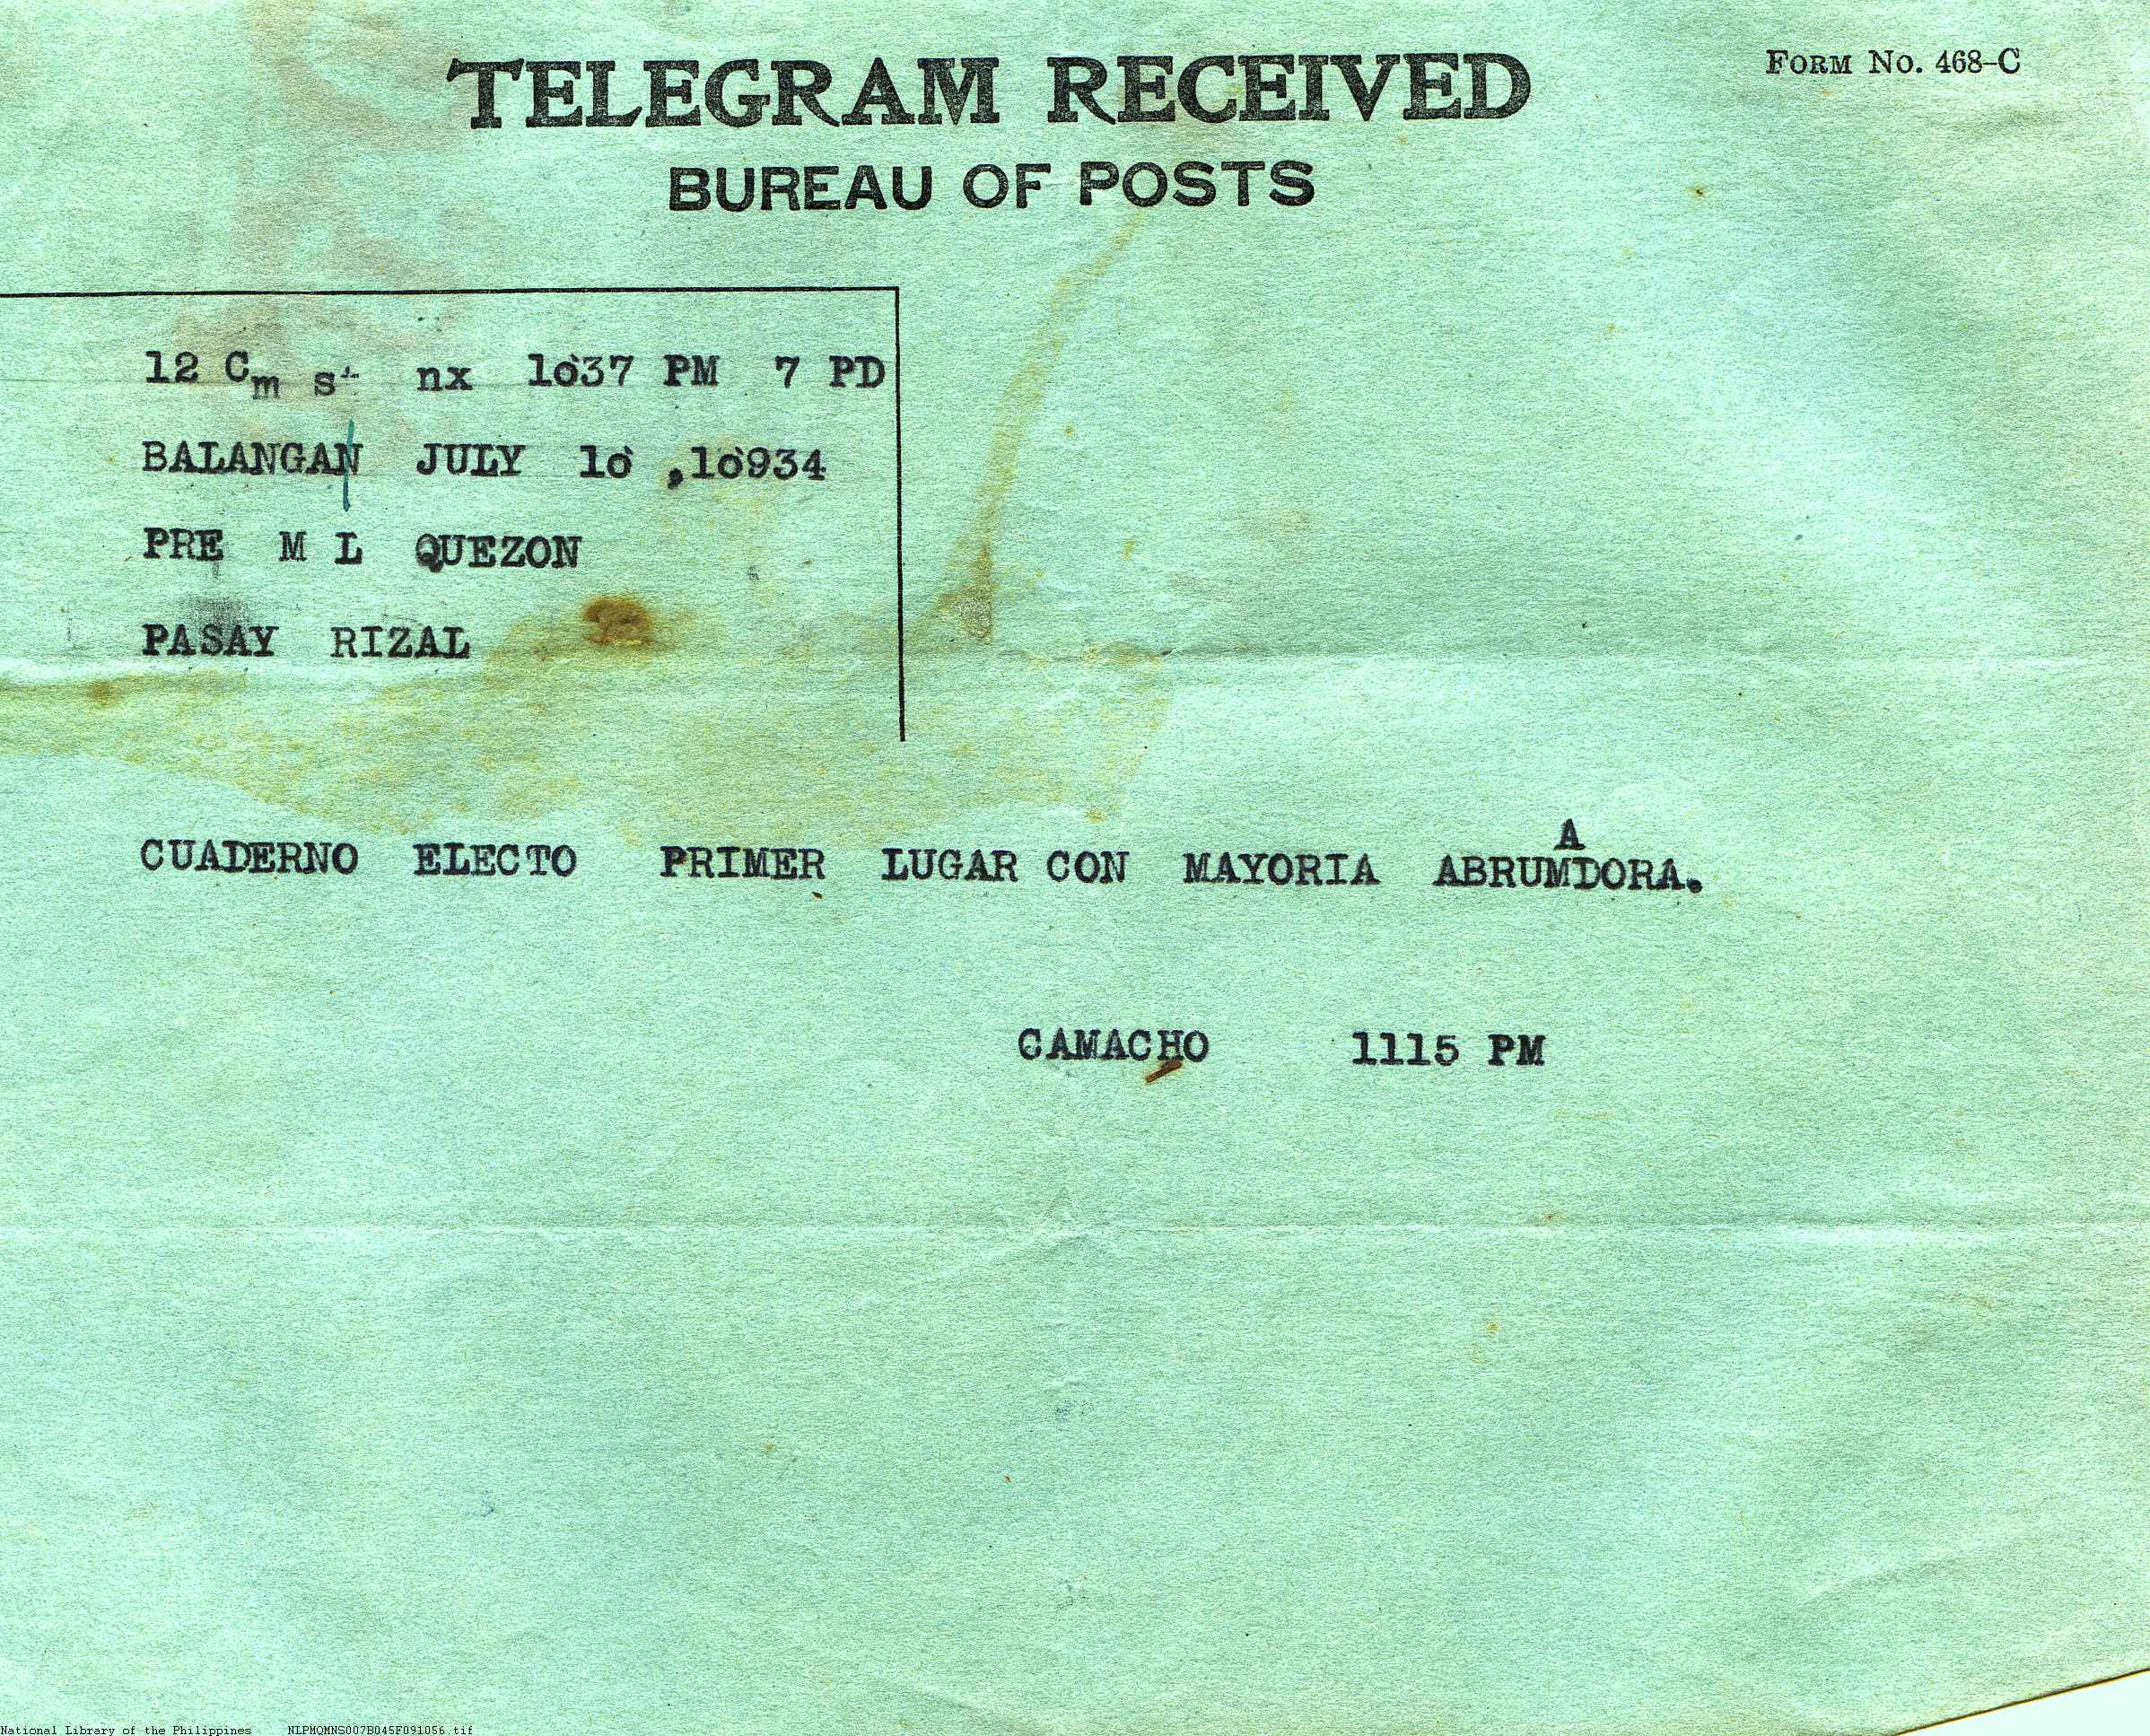 FORM No. 468-C
TELEGRAM RECEIVED
BUREAU OF POSTS
12 Cm st nx 1037 PM 7 PD
BALANGAN JULY 10 ,10934
PRE M L QUEZON
PASAY RIZAL
A
CUADERNO ELECTO PRIMER LUGAR CON MAYORIA ABRUMDORA.
CAMACHO 1115 PM
National Library of the Philippines NLPMQMNS007B045F091056.tif